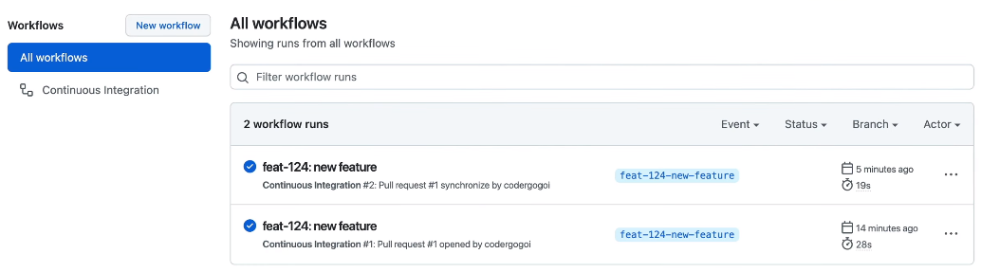 Workflows
New workflow
All workflows
Continuous Integration
All workflows
Showing runs from all workflows
Filter workflow runs
2 workflow runs
Event
Status
Branch
Actor
feat-124: new feature
Continuous Integration #2: Pull request #1 synchronize by codergogoi
feat-124-new-feature
5 minutes ago
19s
feat-124: new feature
Continuous Integration #1: Pull request #1 opened by codergogoi
feat-124-new-feature
14 minutes ago
28s